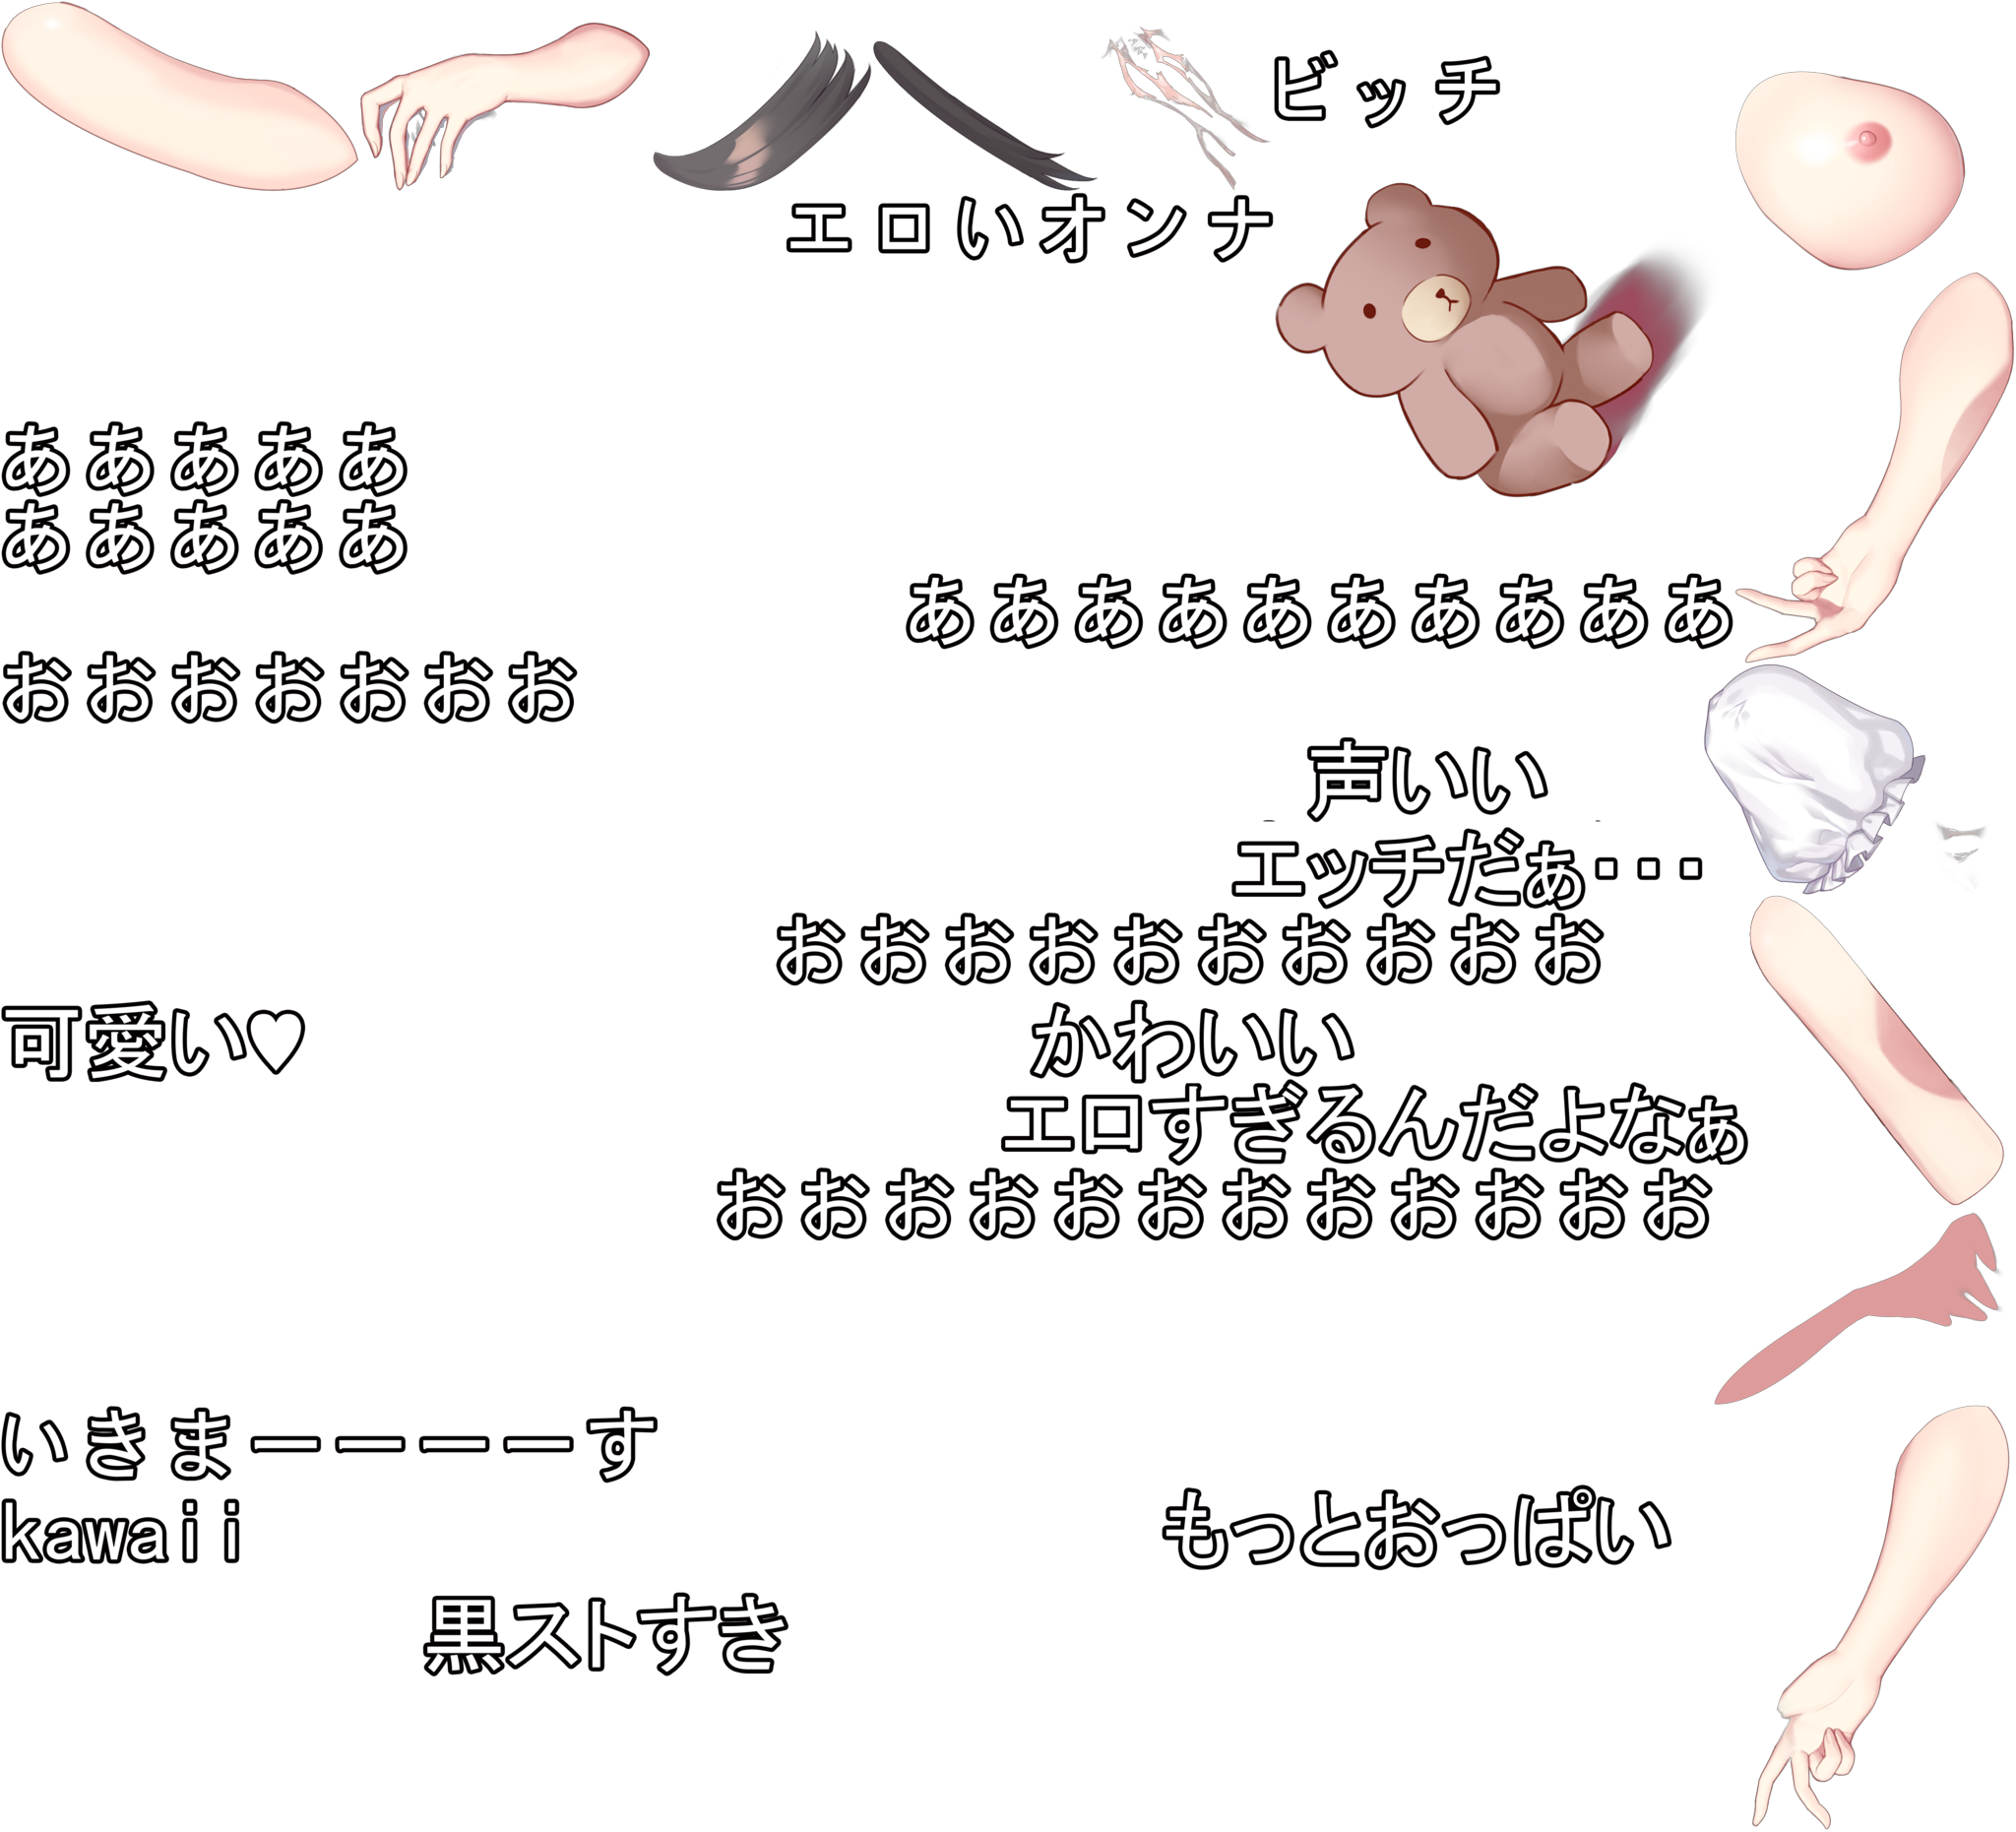 ビッチ
エロいオンナ
あああああ
あああああ
ああああああああああ
おおおおおおお
声いい
エッチだぁ・・・
おおおおおおおおおお
可愛い♡
かわいい
エロすぎるんだよなぁ
おおおおおおおおおおおお
いきまーーーーす
kawaii
もっとおっぱい
黒ストすき